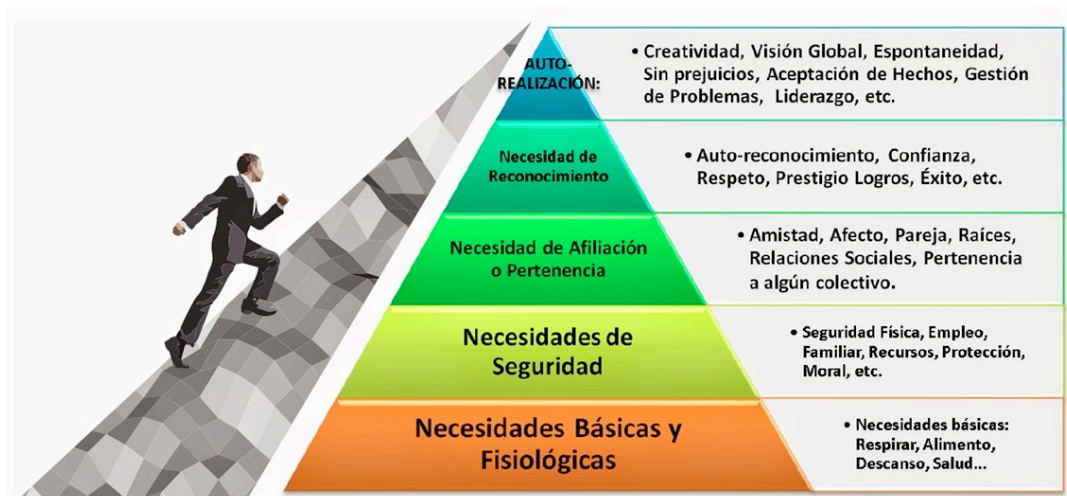 AUTO-
REALIZACIÓN:
• Creatividad, Visión Global, Espontaneidad,
Sin prejuicios, Aceptación de Hechos, Gestión
de Problemas, Liderazgo, etc.
Necesidad de
Reconocimiento
• Auto-reconocimiento, Confianza,
Respeto, Prestigio Logros, Éxito, etc.
Necesidad de Afiliación
o Pertenencia
• Amistad, Afecto, Pareja, Raíces,
Relaciones Sociales, Pertenencia
a algún colectivo.
Necesidades de
Seguridad
• Seguridad Física, Empleo,
Familiar, Recursos, Protección,
Moral, etc.
Necesidades Básicas y
Fisiológicas
• Necesidades básicas:
Respirar, Alimento,
Descanso, Salud...